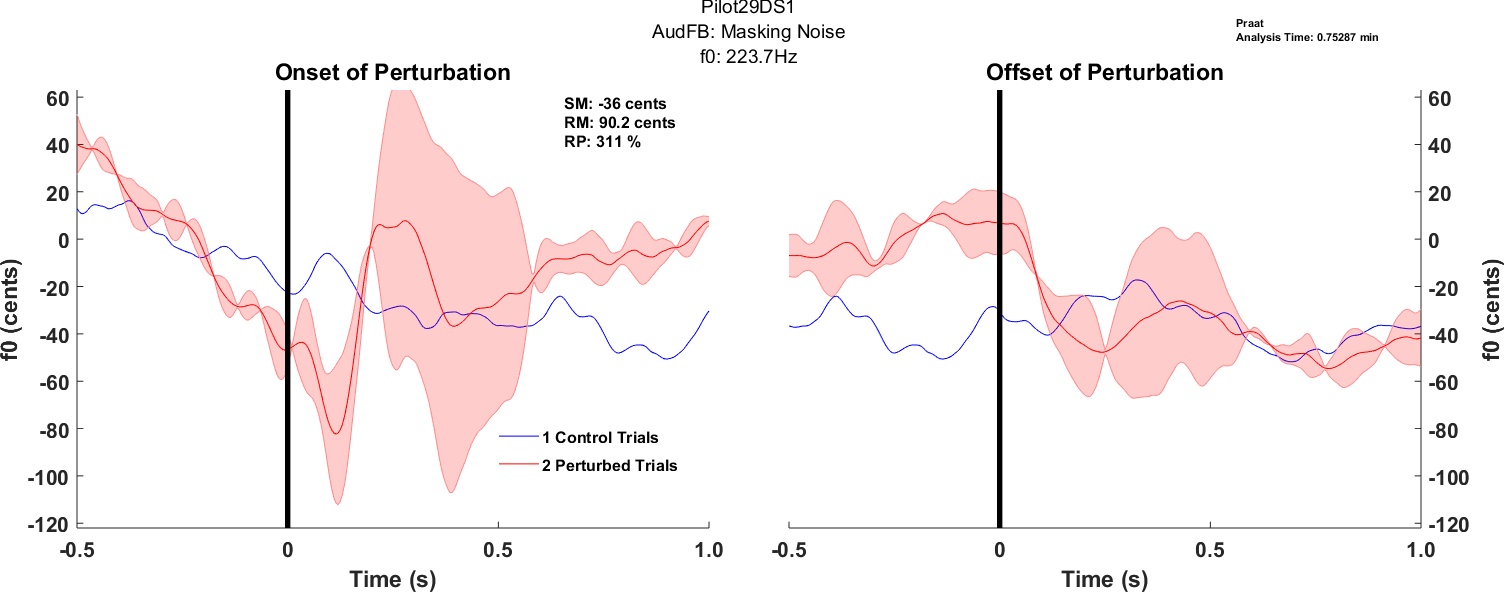 Pilot29DS1
AudFB: Masking Noise
f0: 223.7Hz
Praat
Analysis Time: 0.75287 min
Onset of Perturbation
60
40
20
0
-20
-40
-60
-80
-100
-120
f0 (cents)
SM: -36 cents
RM: 90.2 cents
RP: 311 %
1 Control Trials
2 Perturbed Trials
-0.5 0 0.5 1.0
Time (s)
Offset of Perturbation
60
40
20
0
-20
-40
-60
-80
-100
-120
f0 (cents)
-0.5 0 0.5 1.0
Time (s)